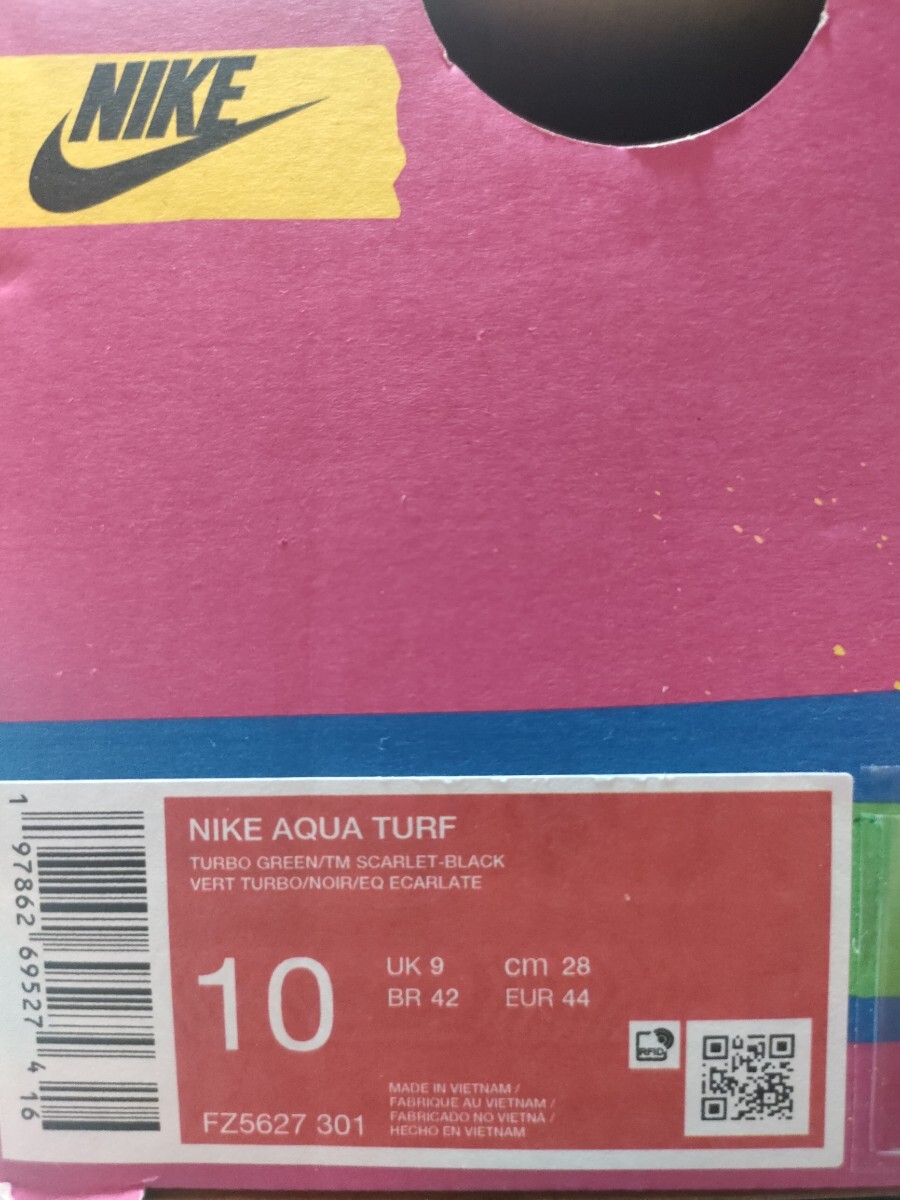 NIKE
NIKE AQUA TURF
TURBO GREEN/TM SCARLET-BLACK
VERT TURBO/NOIR/EQ ECARLATE
10
UK 9 cm 28
BR 42 EUR 44
RFID
MADE IN VIETNAM /
FABRIQUE AU VIETNAM /
FABRICADO NO VIETNÃ /
HECHO EN VIETNAM
FZ5627 301
1 97862 69527 4 16